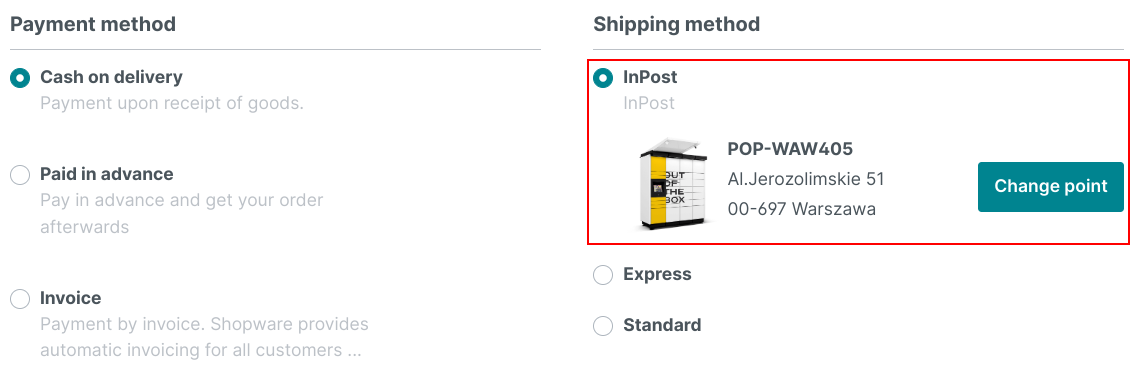 Payment method
Cash on delivery
Payment upon receipt of goods.
Paid in advance
Pay in advance and get your order
afterwards
Invoice
Payment by invoice. Shopware provides
automatic invoicing for all customers ...
Shipping method
InPost
InPost
OUT
OF
THE
BOX
POP-WAW405
Al.Jerozolimskie 51
00-697 Warszawa
Change point
Express
Standard